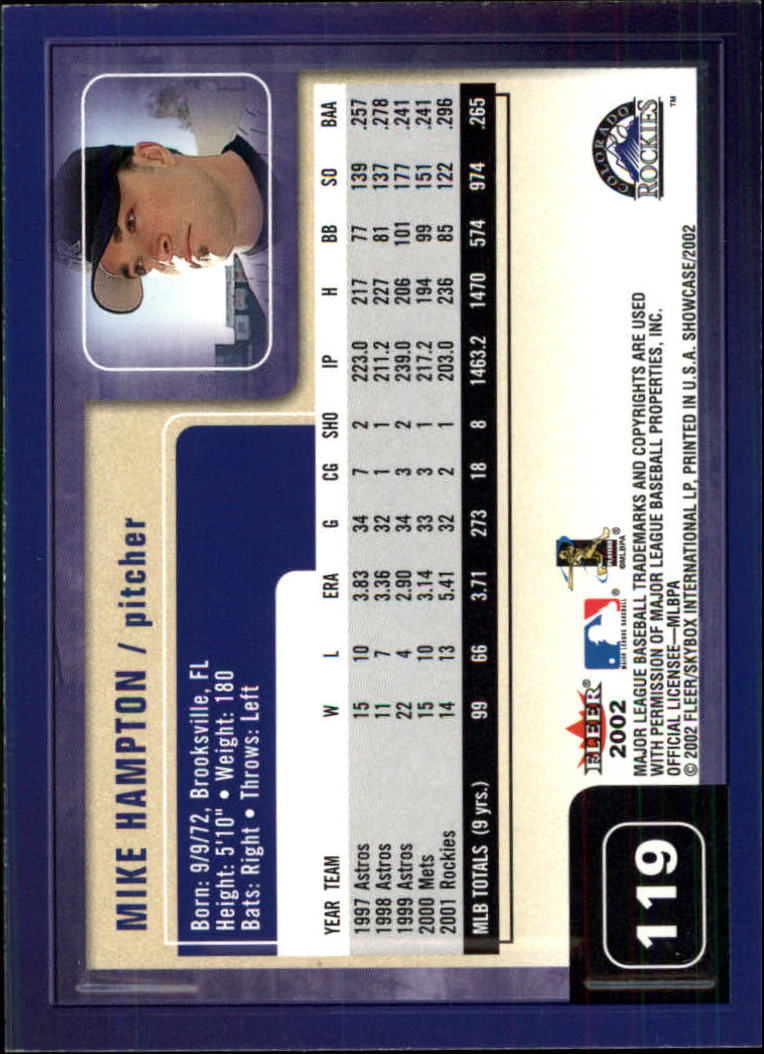 MIKE HAMPTON / pitcher
Born: 9/9/72, Brooksville, FL
Height: 5'10" • Weight: 180
Bats: Right • Throws: Left
YEAR TEAM W L ERA G CG SHO IP H BB SO BAA
1997 Astros 15 10 3.83 34 7 2 223.0 217 77 139 .257
1998 Astros 11 7 3.36 32 1 1 211.2 227 81 137 .278
1999 Astros 22 4 2.90 34 3 2 239.0 206 101 177 .241
2000 Mets 15 10 3.14 33 3 1 217.2 194 99 151 .241
2001 Rockies 14 13 5.41 32 2 1 203.0 236 85 122 .296
MLB TOTALS (9 yrs.) 99 66 3.71 273 18 8 1463.2 1470 574 974 .265
119
FLEER®
2002
MAJOR LEAGUE BASEBALL ®
PLAYERS
©MLBPA ®
COLORADO
ROCKIES
™
MAJOR LEAGUE BASEBALL TRADEMARKS AND COPYRIGHTS ARE USED
WITH PERMISSION OF MAJOR LEAGUE BASEBALL PROPERTIES, INC.
OFFICIAL LICENSEE—MLBPA
© 2002 FLEER/SKYBOX INTERNATIONAL LP, PRINTED IN U.S.A. SHOWCASE/2002